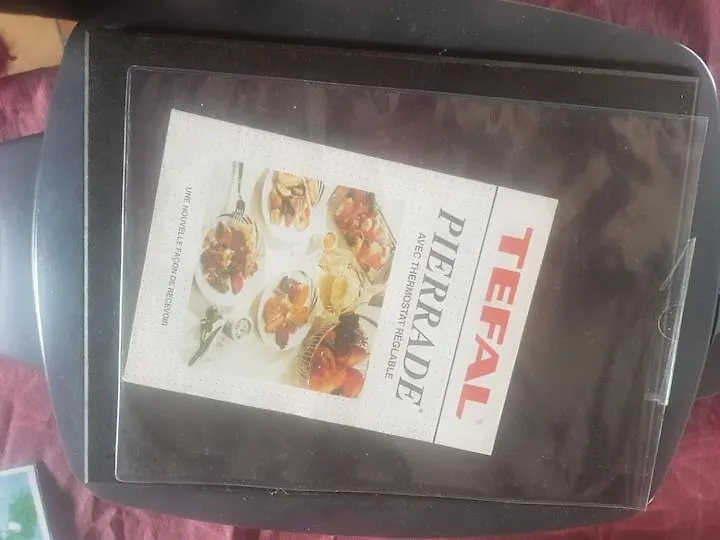 TEFAL®
PIERRADE®
AVEC THERMOSTAT RÉGLABLE
UNE NOUVELLE FAÇON DE RECEVOIR